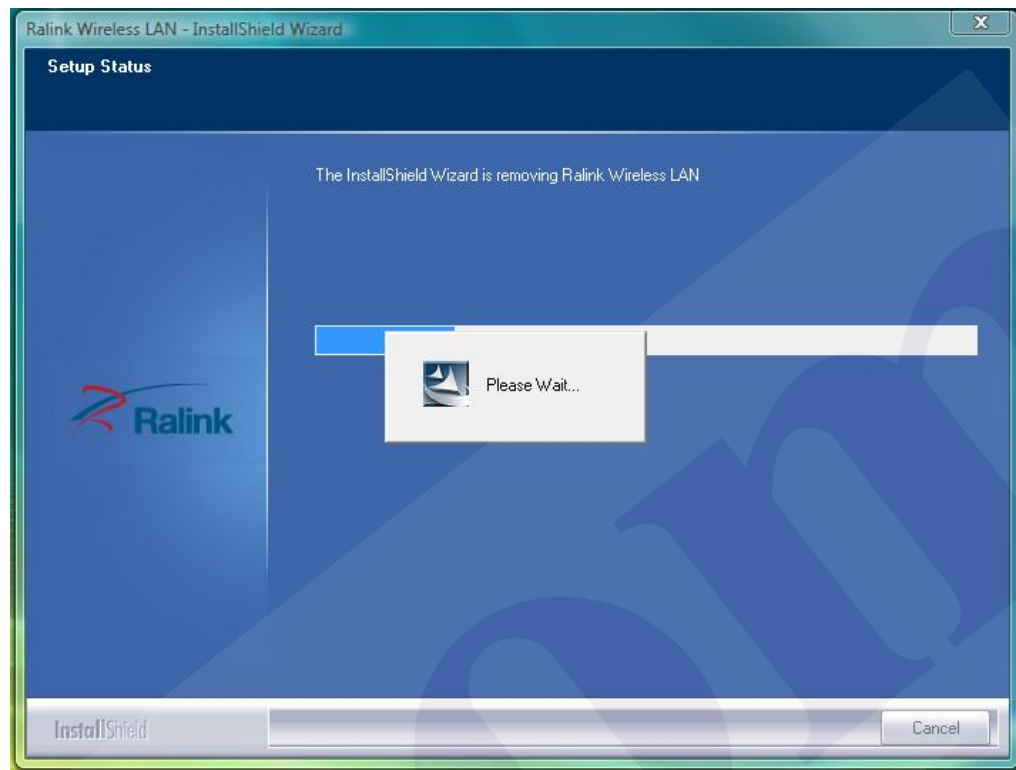 Ralink Wireless LAN - InstallShield Wizard
X
Setup Status
The InstallShield Wizard is removing Ralink Wireless LAN
Please Wait...
Ralink
InstallShield
Cancel